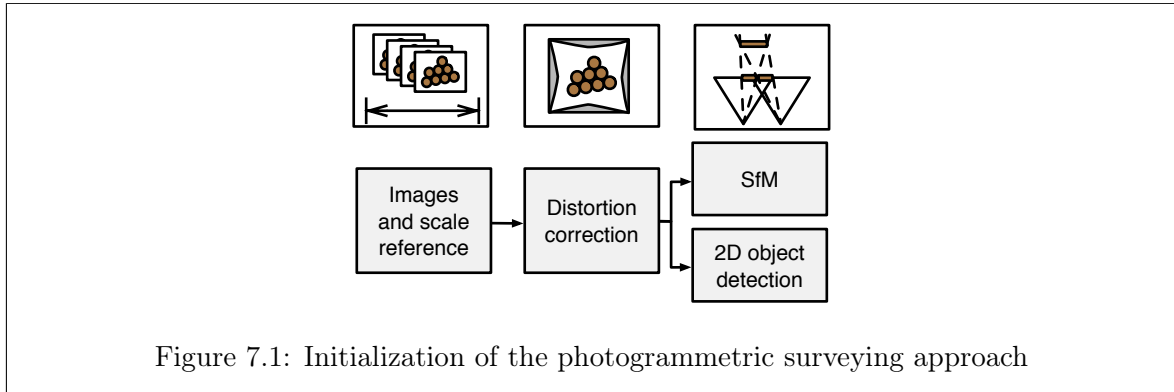 Images
and scale
reference
Distortion
correction
SfM
2D object
detection
Figure 7.1: Initialization of the photogrammetric surveying approach